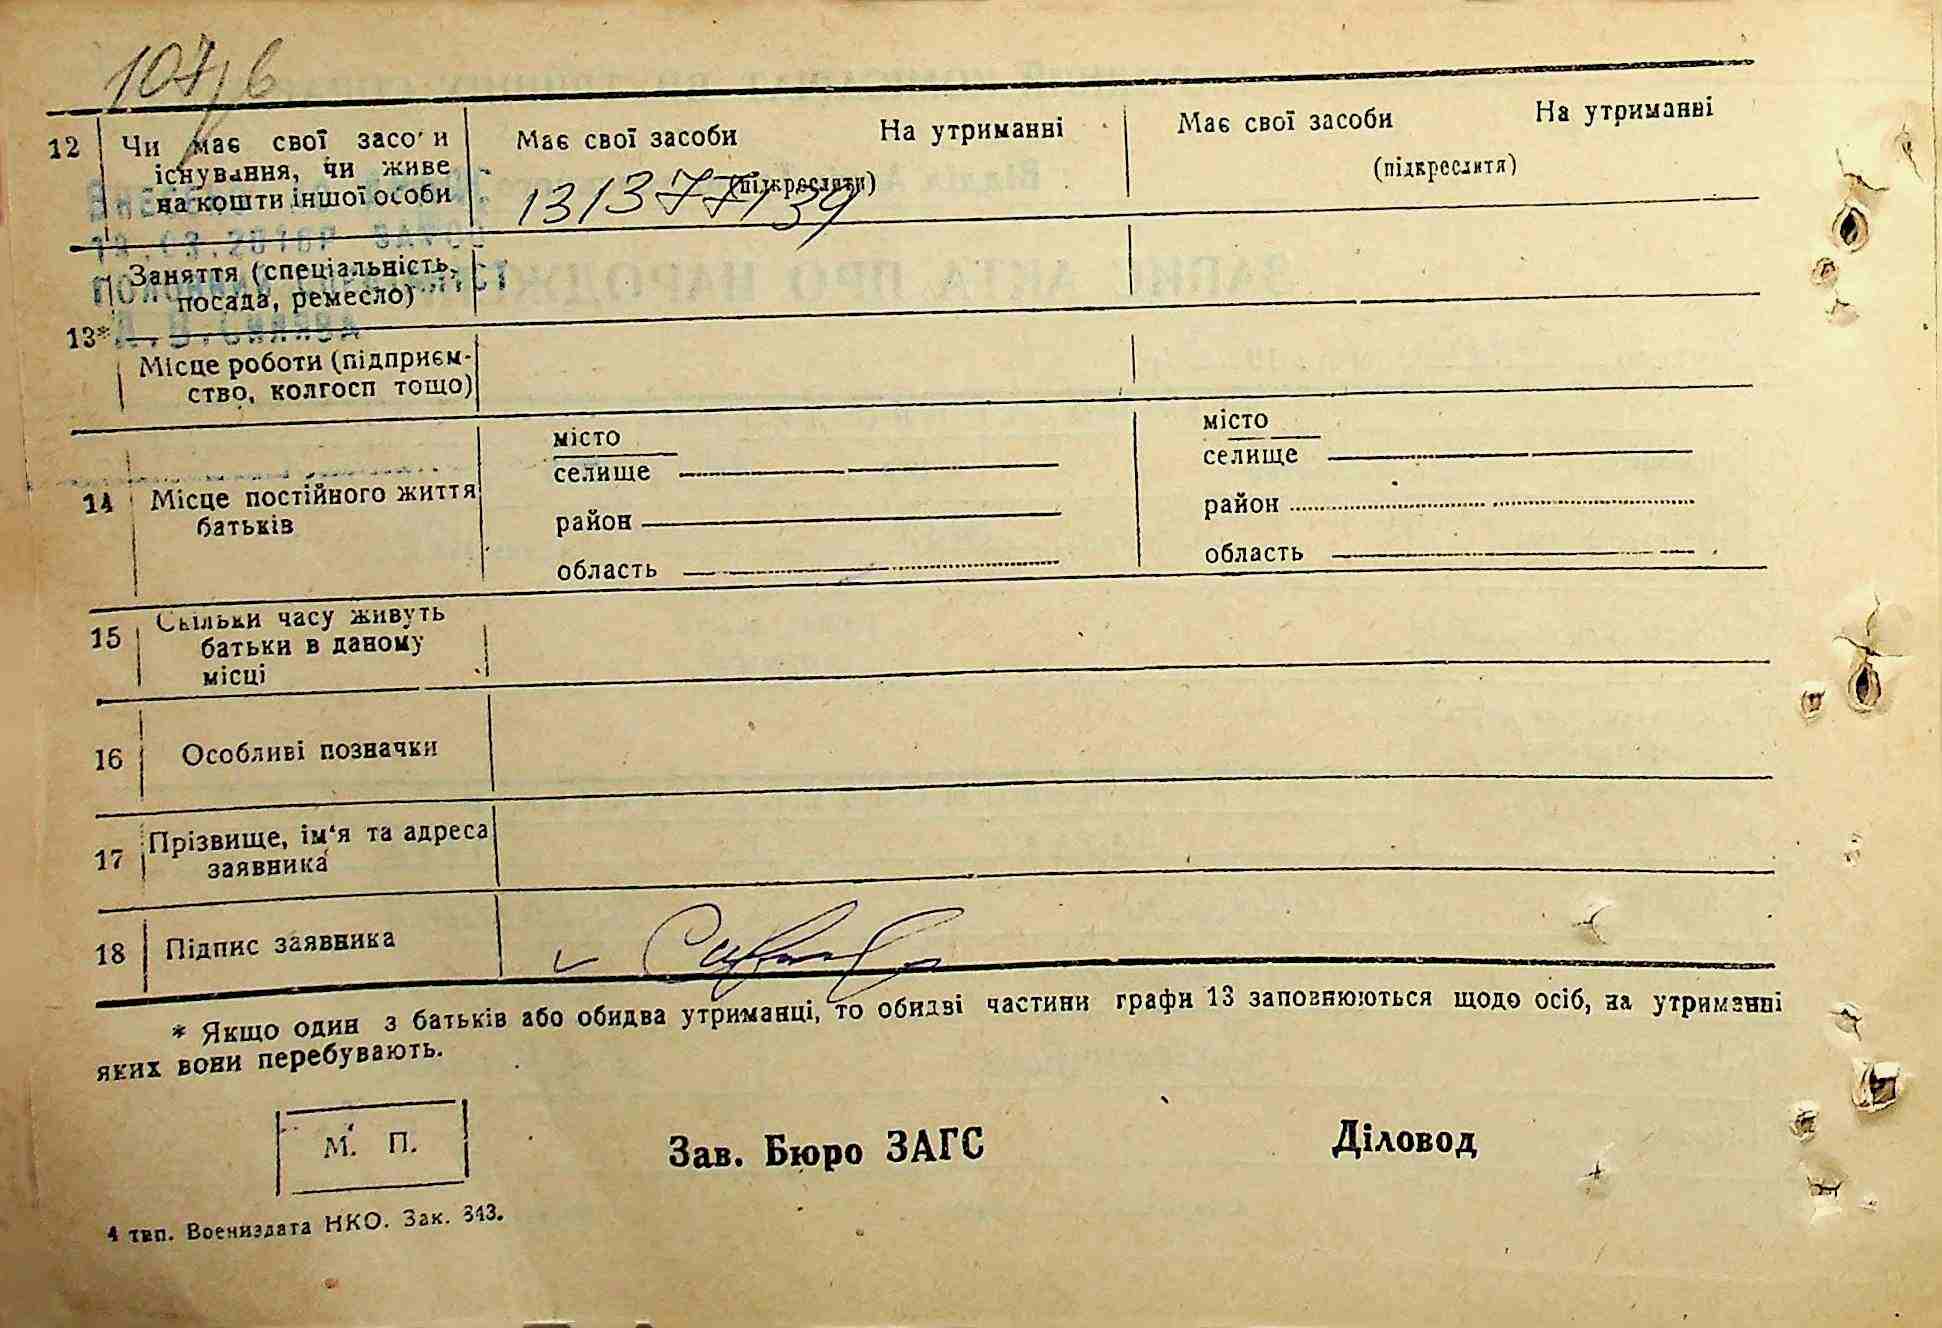 12 Чи має свої засо и Має свої засоби На утриманні Має свої засоби На утриманні
існування, чи живе (підкреслити) (підкреслитя)
на кошти іншої особи 13137739
Заняття (спеціальність,
посада, ремесло)
13*
Місце роботи (підприєм-
ство, колгосп тощо)
місто місто
селище селище
14 Місце постійного життя
батьків район район
область область
Скільки часу живуть
15 батьки в даному
місці
16 Особливі позначки
17 Прізвище, ім'я та адреса
заявника
18 Підпис заявника
* Якщо один з батьків або обидва утриманці, то обидві частини графи 13 заповнюються щодо осіб, на утриманні
яких вони перебувають.
М. П. Зав. Бюро ЗАГС Діловод
4 тип. Воениздата НКО. Зак. 343.